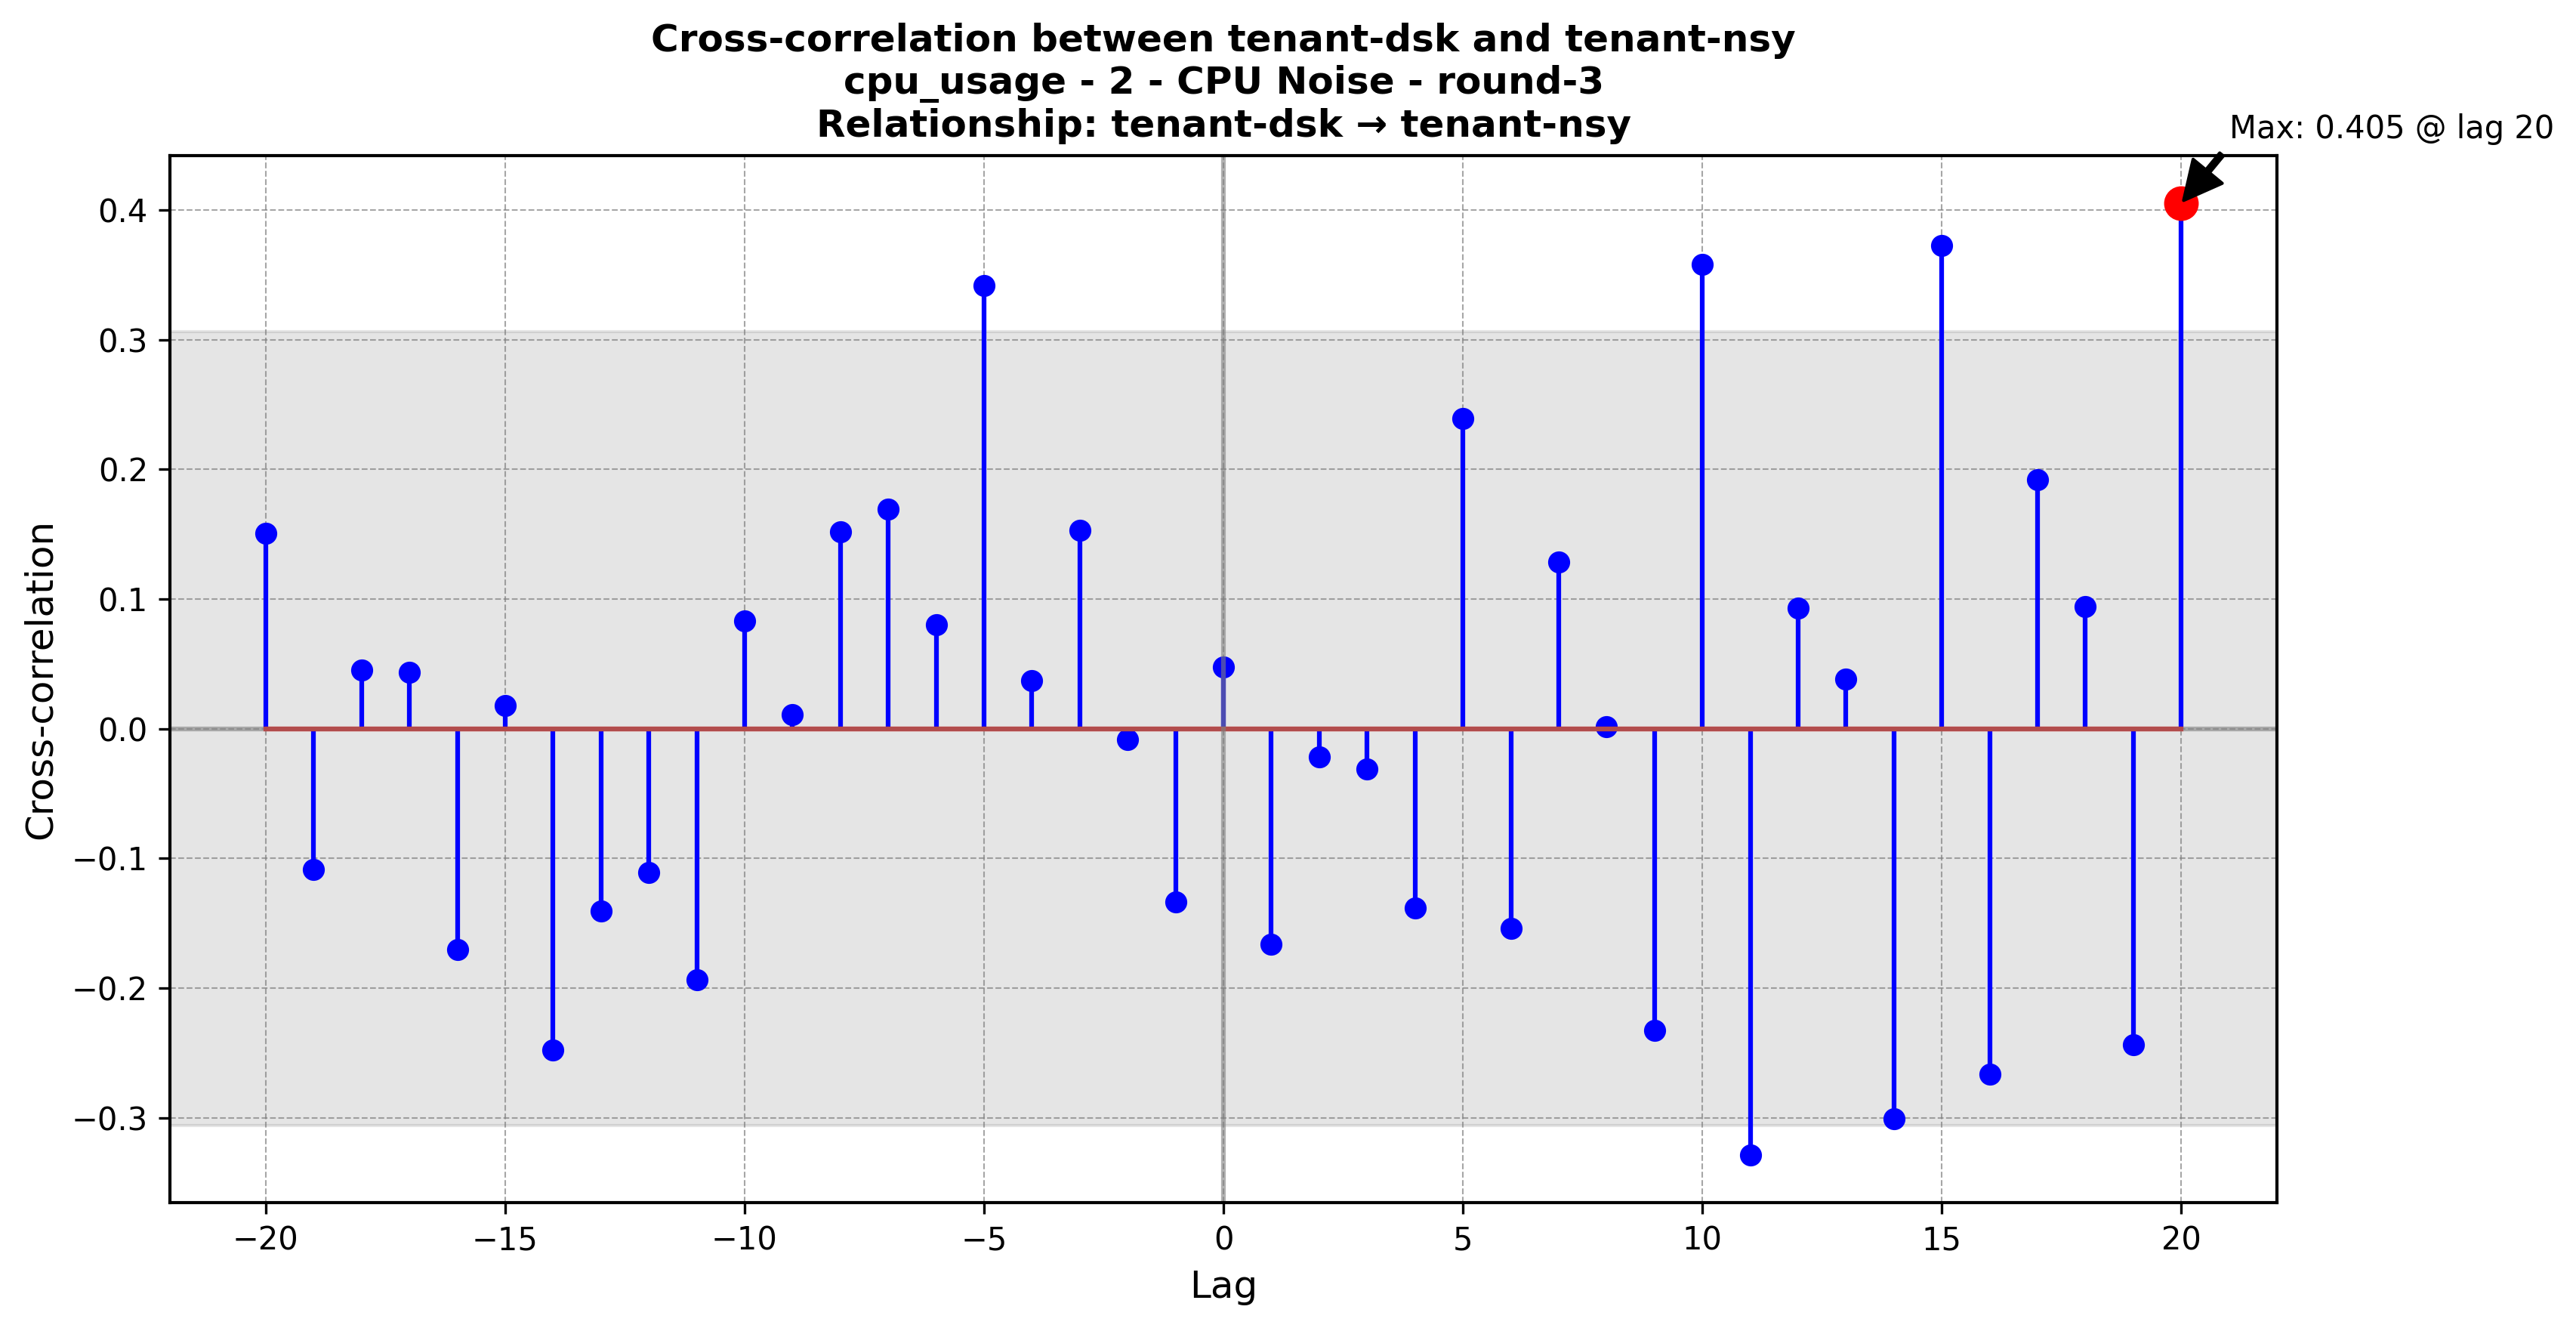 Cross-correlation between tenant-dsk and tenant-nsy
cpu_usage - 2 - CPU Noise - round-3
Relationship: tenant-dsk → tenant-nsy
Max: 0.405 @ lag 20
0.4
0.3
0.2
0.1
0.0
−0.1
−0.2
−0.3
Cross-correlation
−20 −15 −10 −5 0 5 10 15 20
Lag